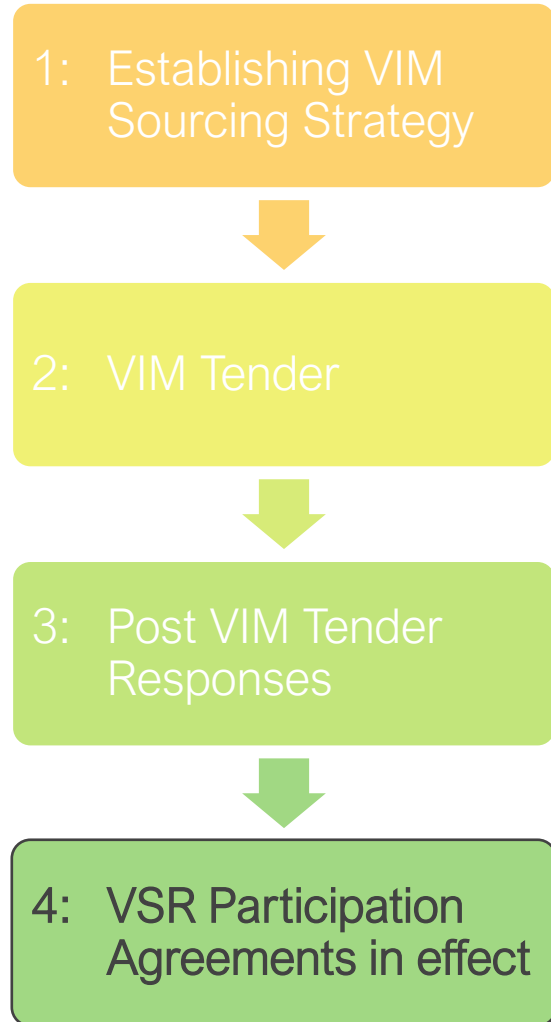 1: Establishing VIM
Sourcing Strategy
2: VIM Tender
3: Post VIM Tender
Responses
4: VSR Participation
Agreements in effect